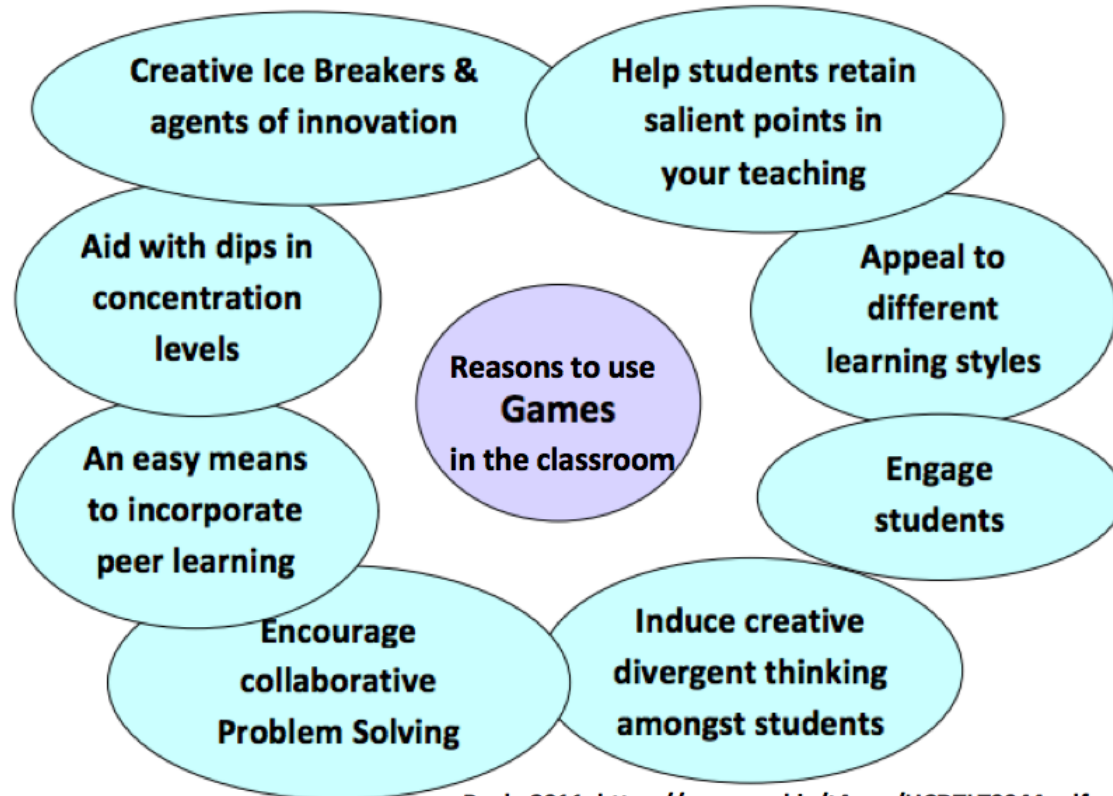 Creative Ice Breakers &
agents of innovation
Help students retain
salient points in
your teaching
Appeal to
different
learning styles
Engage
students
Induce creative
divergent thinking
amongst students
Encourage
collaborative
Problem Solving
An easy means
to incorporate
peer learning
Aid with dips in
concentration
levels
Reasons to use
Games
in the classroom